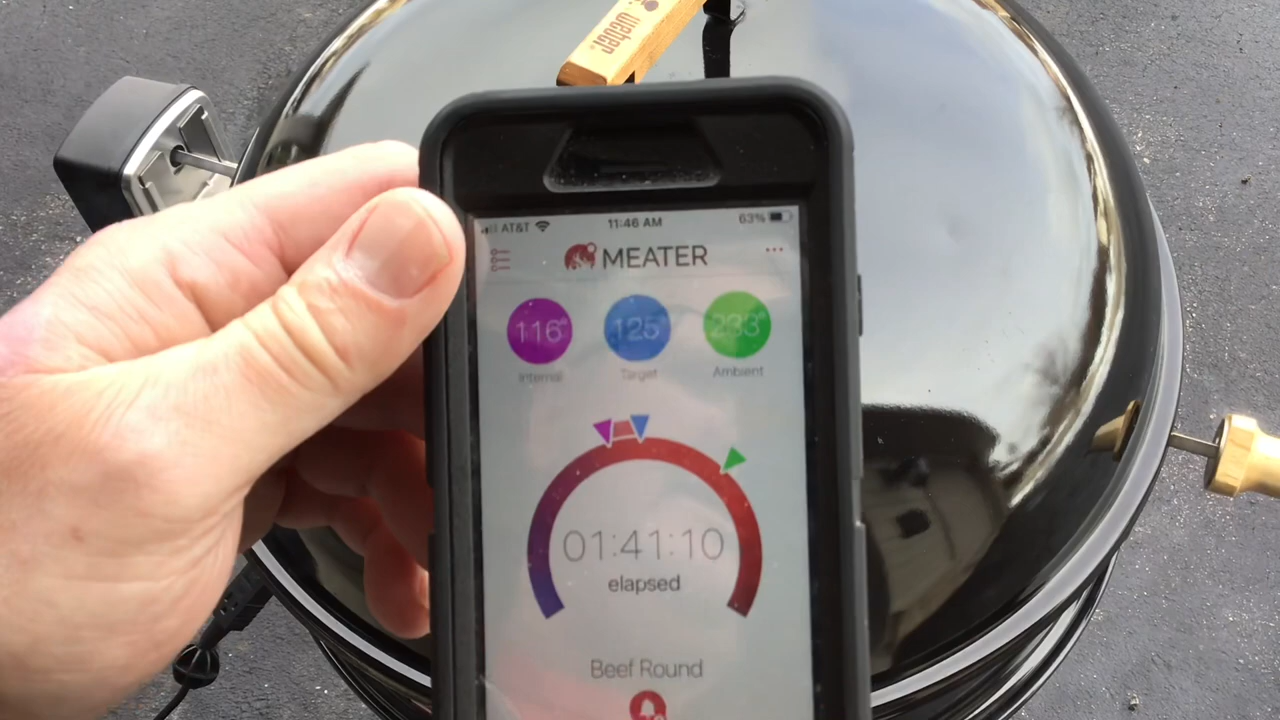 weber
AT&T 11:46 AM 63%
MEATER
116° 125° 233°
Internal Target Ambient
01:41:10
elapsed
Beef Round